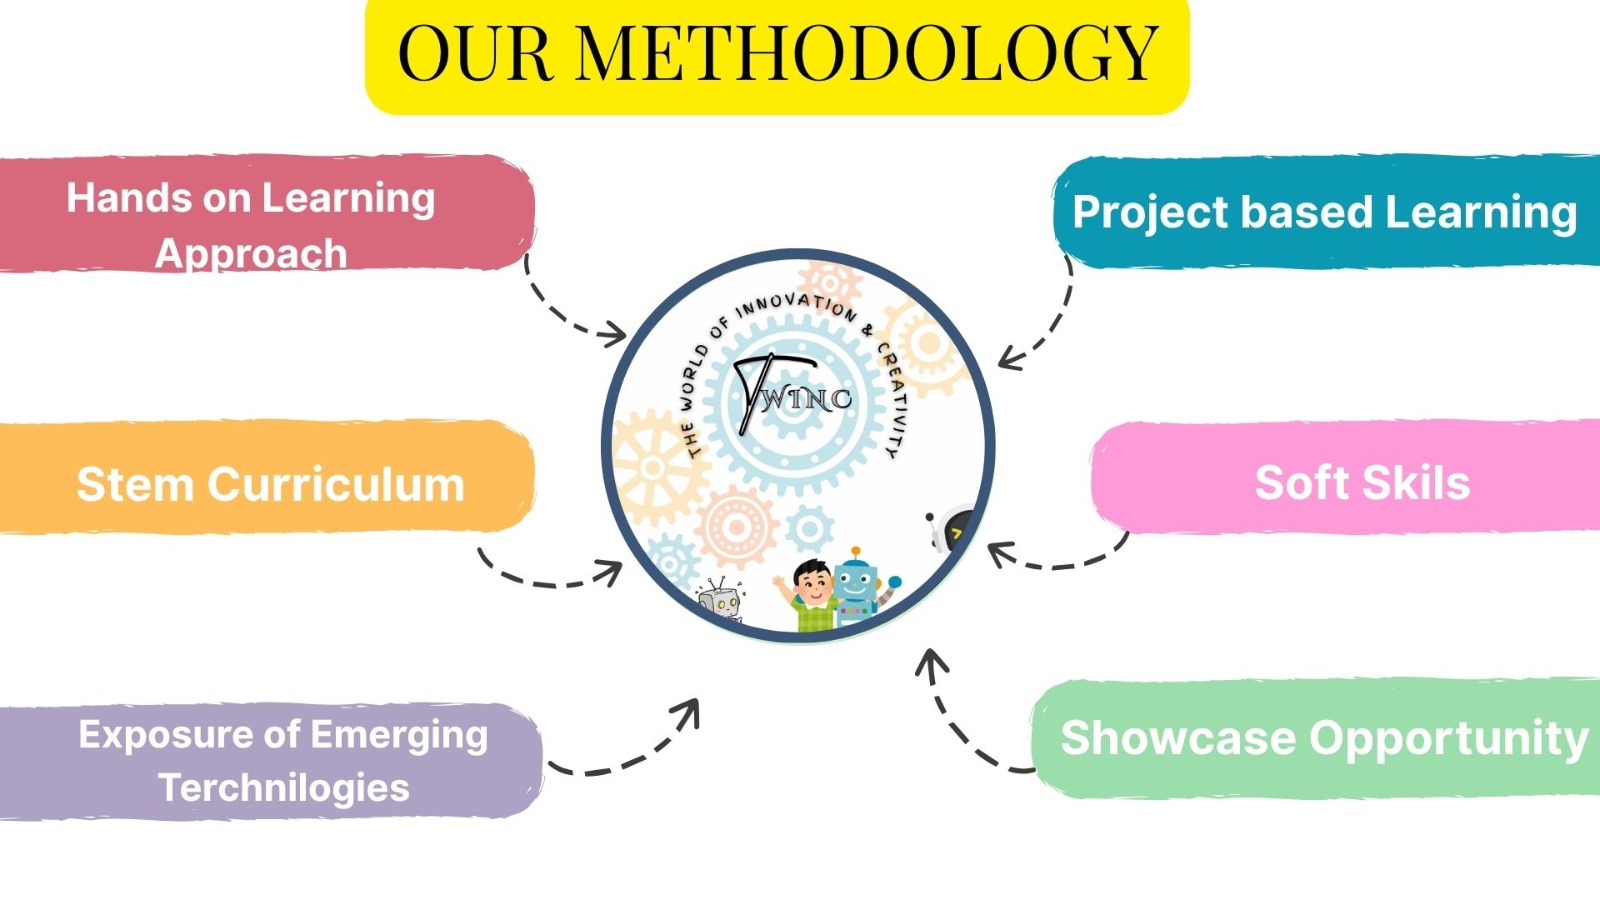 OUR METHODOLOGY
Hands on Learning
Approach
Project based Learning
THE WORLD OF INNOVATION & CREATIVITY
TWINC
Stem Curriculum
Soft Skils
Exposure of Emerging
Terchnilogies
Showcase Opportunity